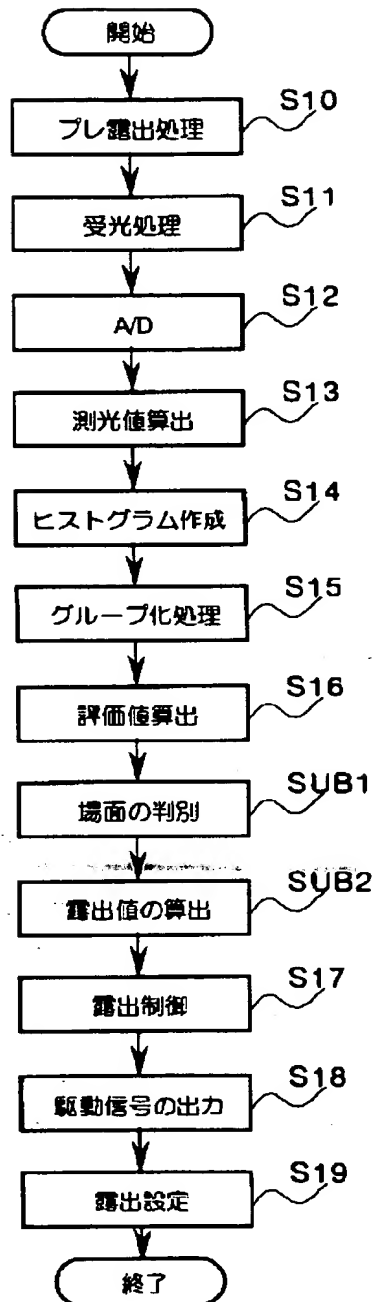 開始
S10
プレ露出処理
S11
受光処理
S12
A/D
S13
測光値算出
S14
ヒストグラム作成
S15
グループ化処理
S16
評価値算出
SUB1
場面の判別
SUB2
露出値の算出
S17
露出制御
S18
駆動信号の出力
S19
露出設定
終了